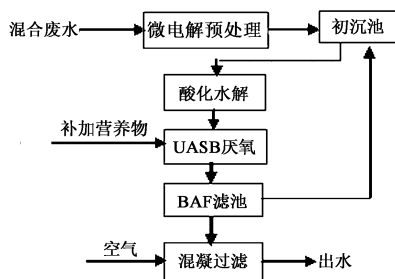 混合废水
微电解预处理
初沉池
酸化水解
补加营养物
UASB厌氧
BAF滤池
空气
混凝过滤
出水